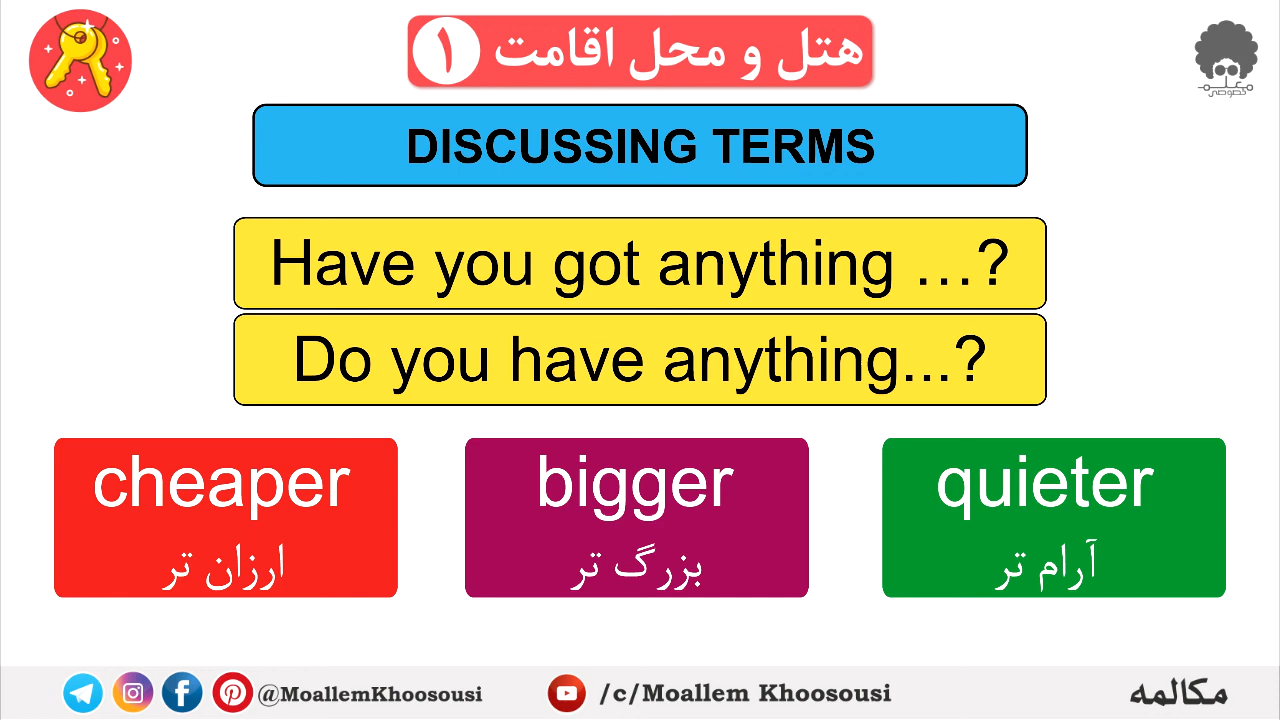 هتل و محل اقامت ۱
DISCUSSING TERMS
Have you got anything …?
Do you have anything...?
cheaper
ارزان تر
bigger
بزرگ تر
quieter
آرام تر
@MoallemKhoosousi
/c/Moallem Khoosousi
مکالمه